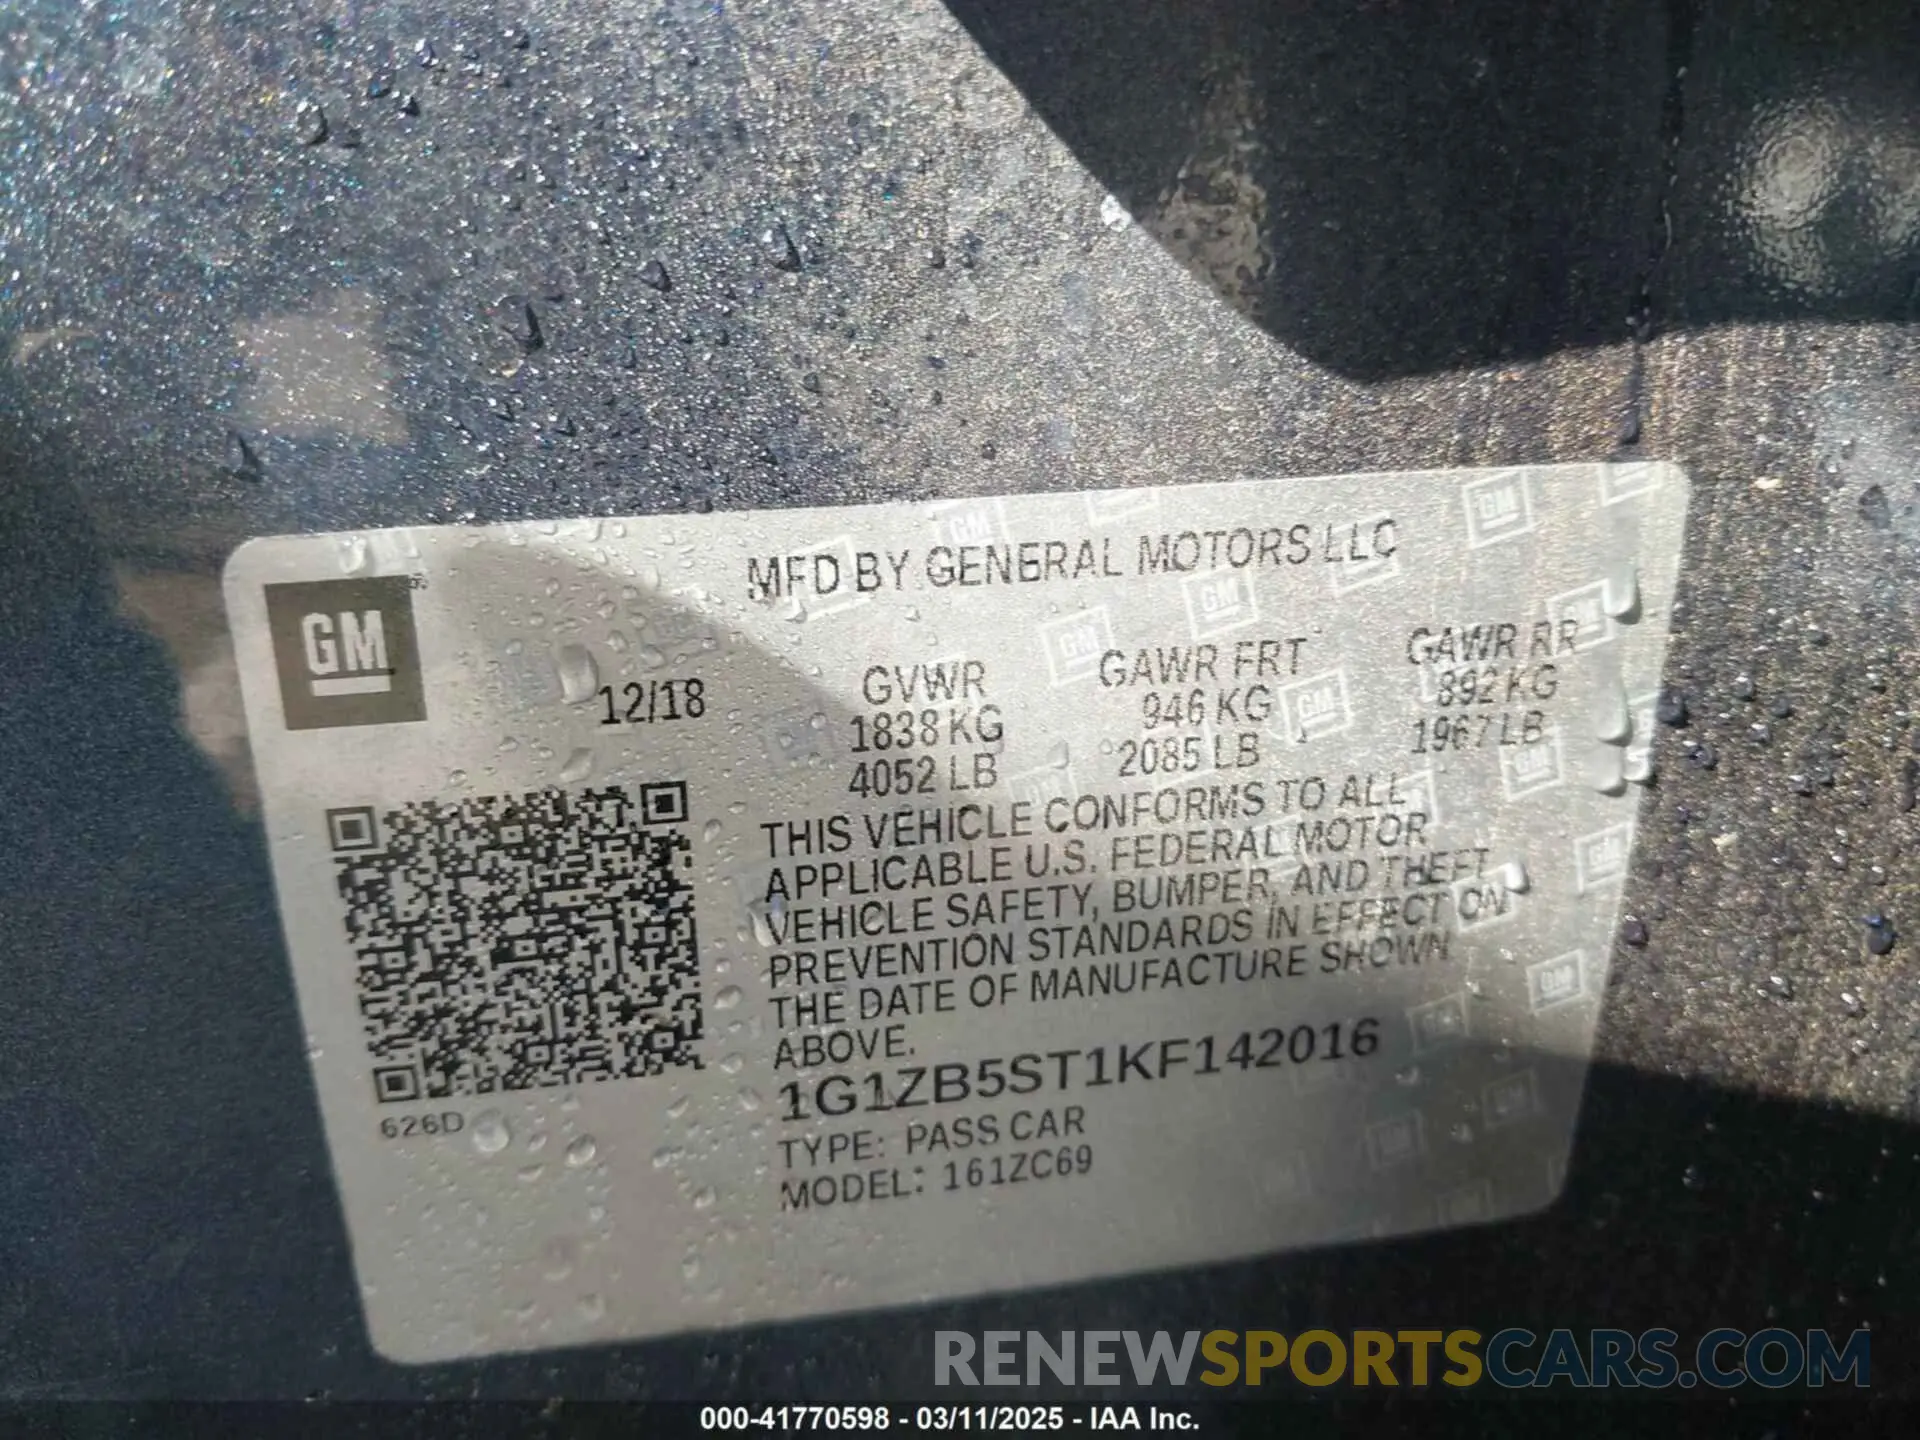 MFD BY GENERAL MOTORS LLC
GM
12/18
GVWR GAWR FRT GAWR RR
1838 KG 946 KG 892 KG
4052 LB 2085 LB 1967 LB
THIS VEHICLE CONFORMS TO ALL
APPLICABLE U.S. FEDERAL MOTOR
VEHICLE SAFETY, BUMPER, AND THEFT
PREVENTION STANDARDS IN EFFECT ON
THE DATE OF MANUFACTURE SHOWN
ABOVE.
1G1ZB5ST1KF142016
626D
TYPE: PASS CAR
MODEL: 161ZC69
RENEWSPORTSCARS.COM
000-41770598 - 03/11/2025 - IAA Inc.